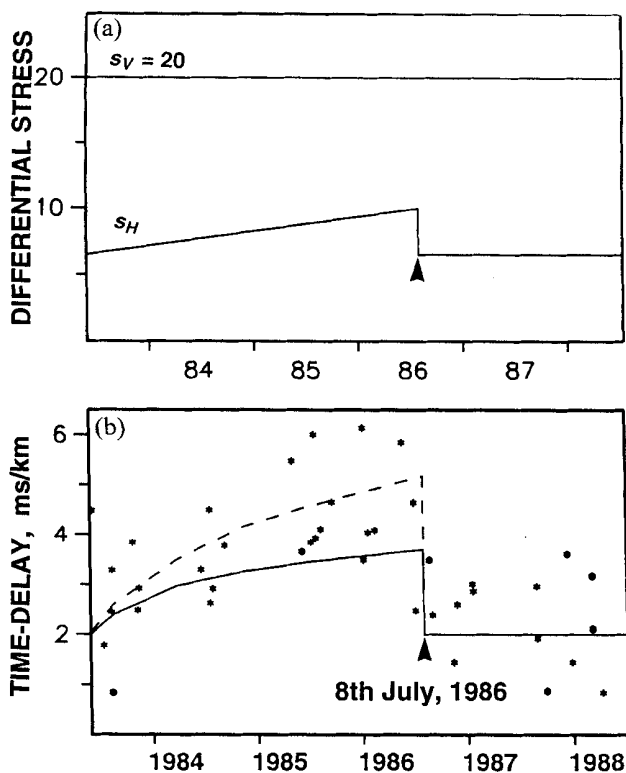 (a)
s_V = 20
20
10
s_H
DIFFERENTIAL STRESS
84 85 86 87
(b)
6
4
2
TIME-DELAY, ms/km
8th July, 1986
1984 1985 1986 1987 1988